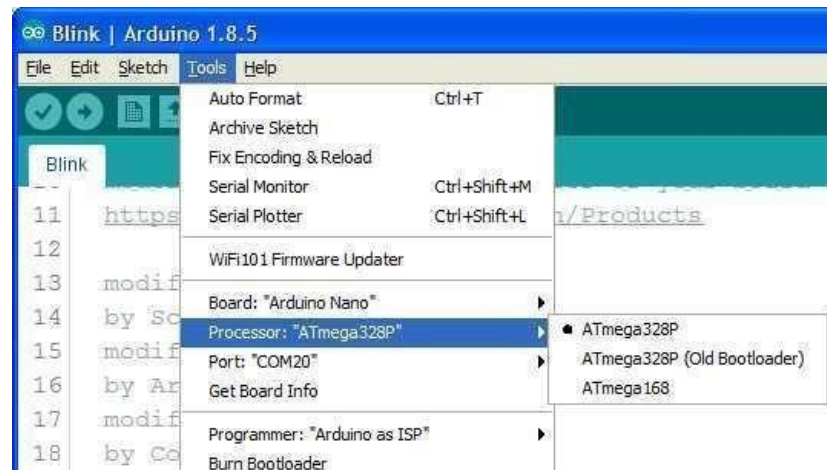 Blink | Arduino 1.8.5
File Edit Sketch Tools Help
Auto Format Ctrl+T
Archive Sketch
Fix Encoding & Reload
Blink
Serial Monitor Ctrl+Shift+M
11 https Serial Plotter Ctrl+Shift+L n/Products
12
WiFi101 Firmware Updater
13 modif
Board: "Arduino Nano"
14 by Sc
Processor: "ATmega328P" ATmega328P
15 modif
Port: "COM20" ATmega328P (Old Bootloader)
16 by Ar
Get Board Info ATmega168
17 modif
Programmer: "Arduino as ISP"
18 by Co
Burn Bootloader